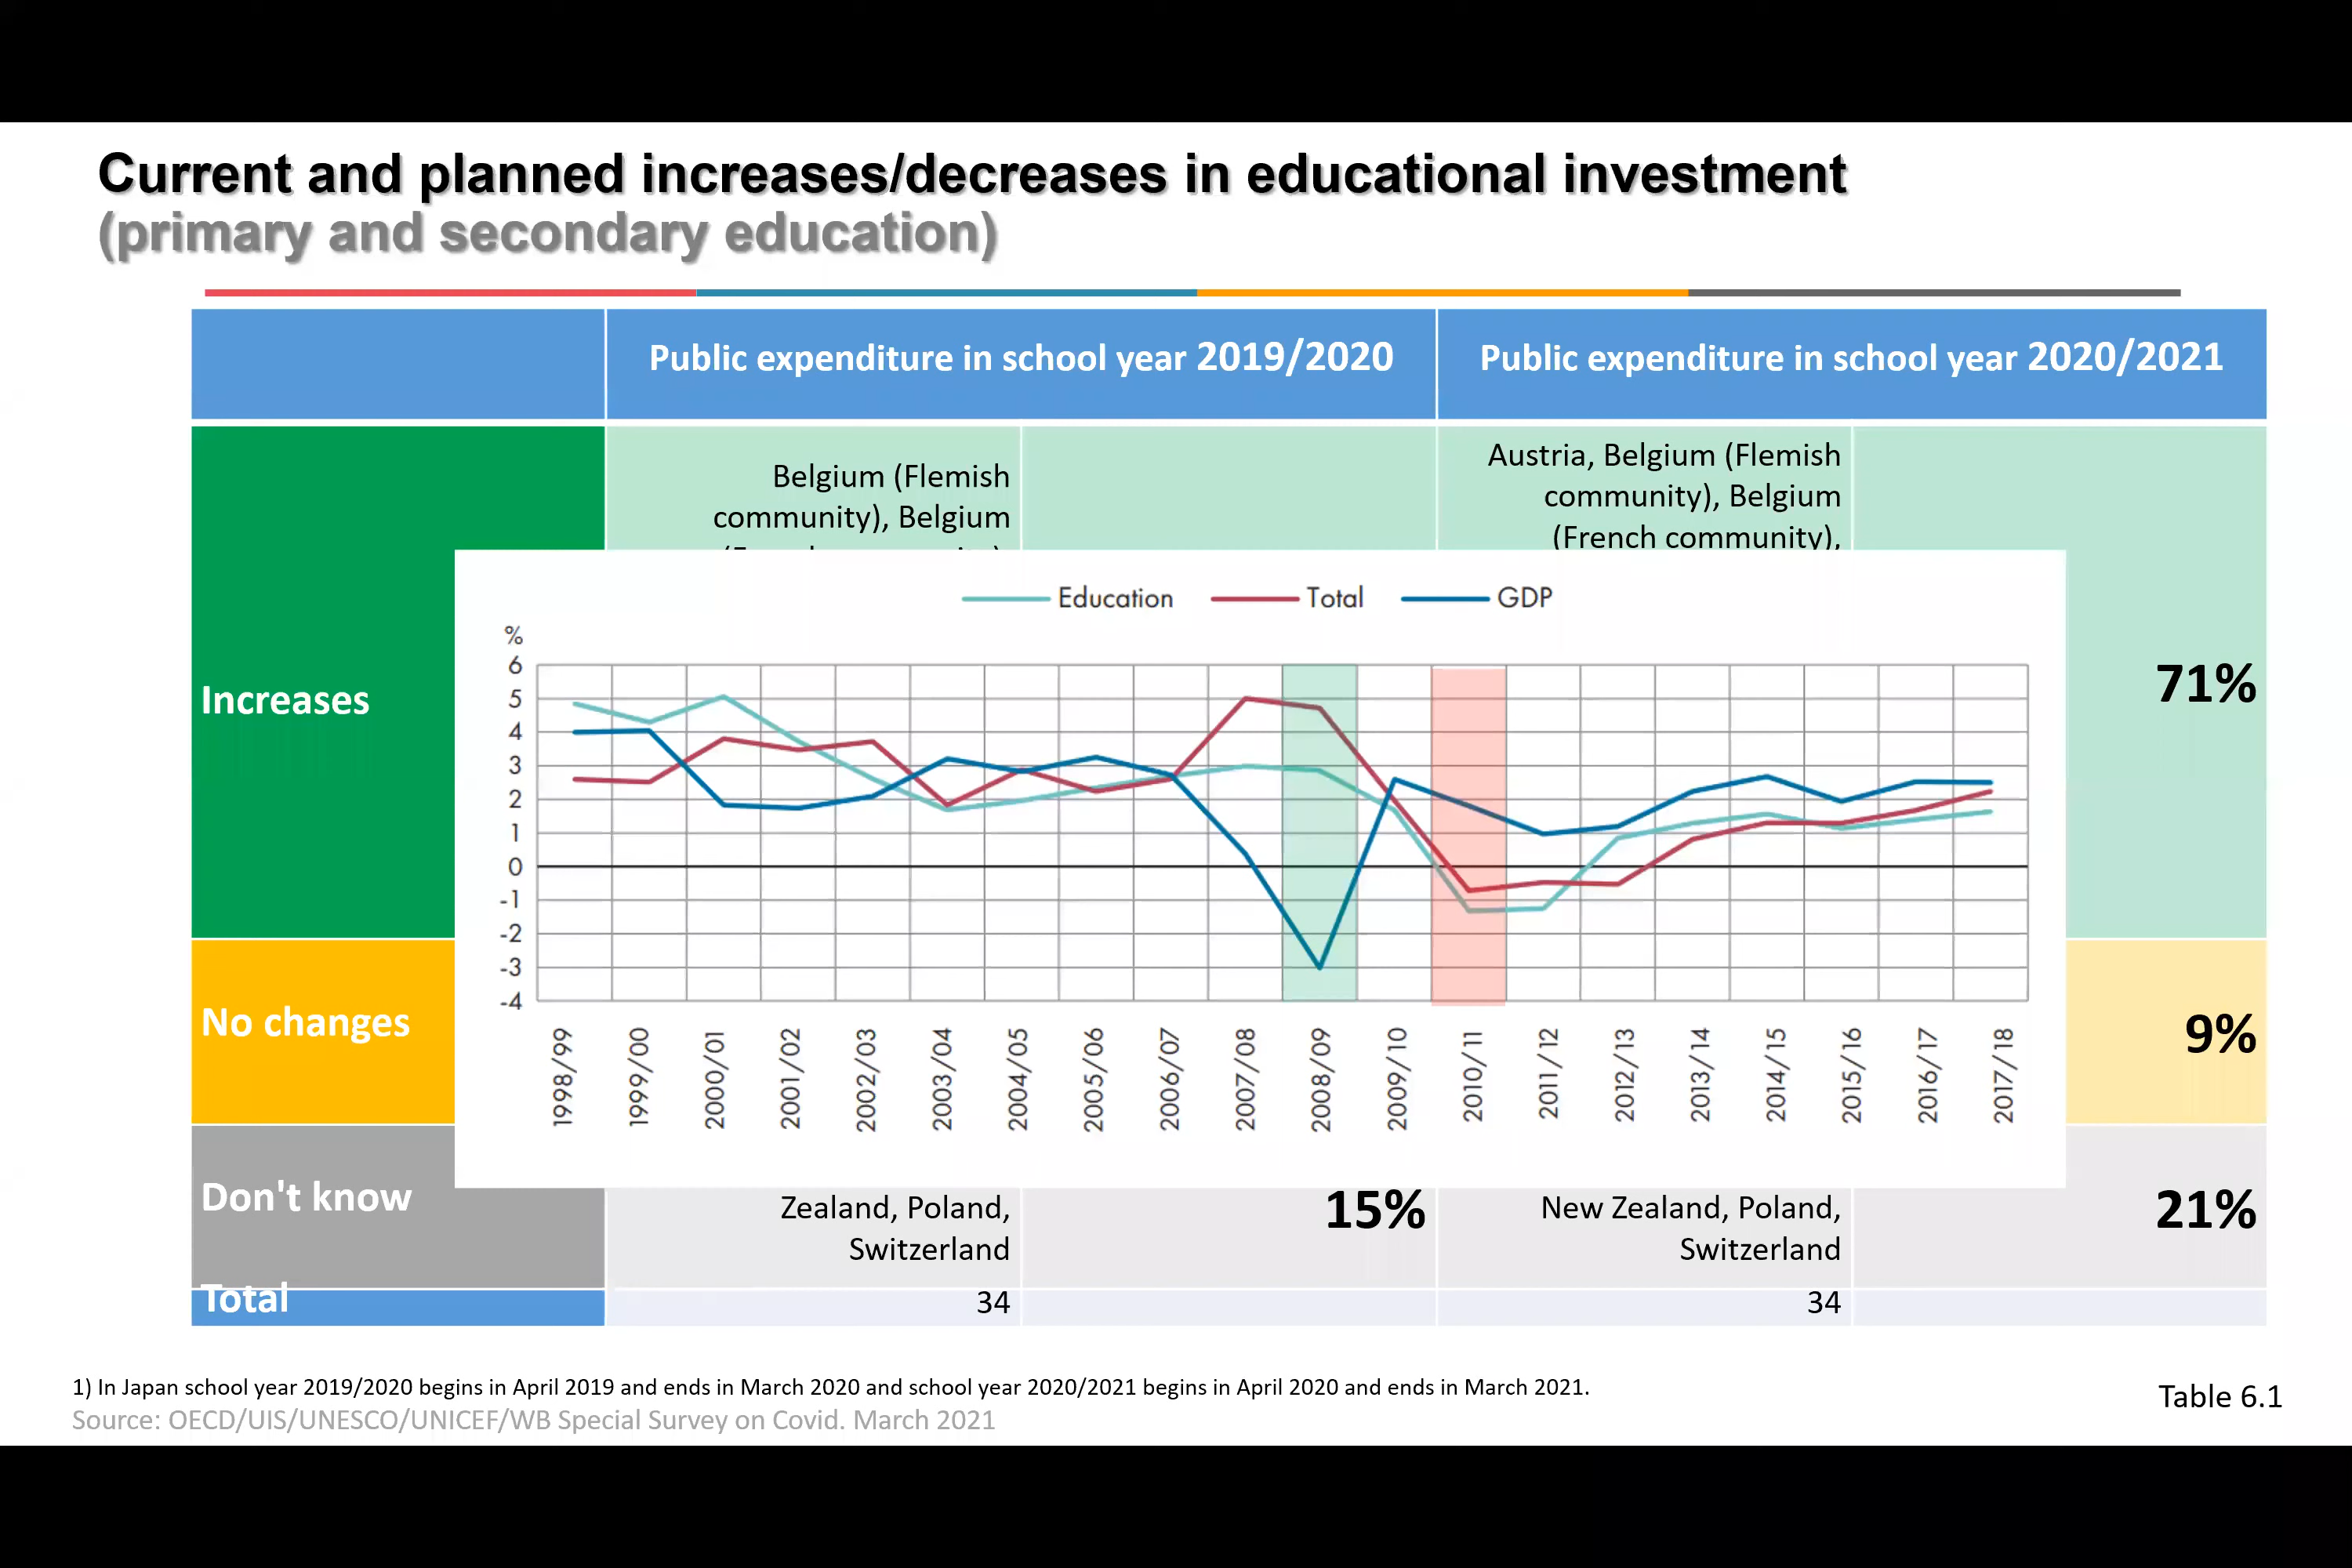 Current and planned increases/decreases in educational investment
(primary and secondary education)
Public expenditure in school year 2019/2020
Public expenditure in school year 2020/2021
Increases
Belgium (Flemish
community), Belgium
Austria, Belgium (Flemish
community), Belgium
(French community),
71%
Education
Total
GDP
%
6
5
4
3
2
1
0
-1
-2
-3
-4
1998/99
1999/00
2000/01
2001/02
2002/03
2003/04
2004/05
2005/06
2006/07
2007/08
2008/09
2009/10
2010/11
2011/12
2012/13
2013/14
2014/15
2015/16
2016/17
2017/18
No changes
9%
Don't know
Zealand, Poland,
Switzerland
15%
New Zealand, Poland,
Switzerland
21%
Total
34
34
1) In Japan school year 2019/2020 begins in April 2019 and ends in March 2020 and school year 2020/2021 begins in April 2020 and ends in March 2021.
Source: OECD/UIS/UNESCO/UNICEF/WB Special Survey on Covid. March 2021
Table 6.1